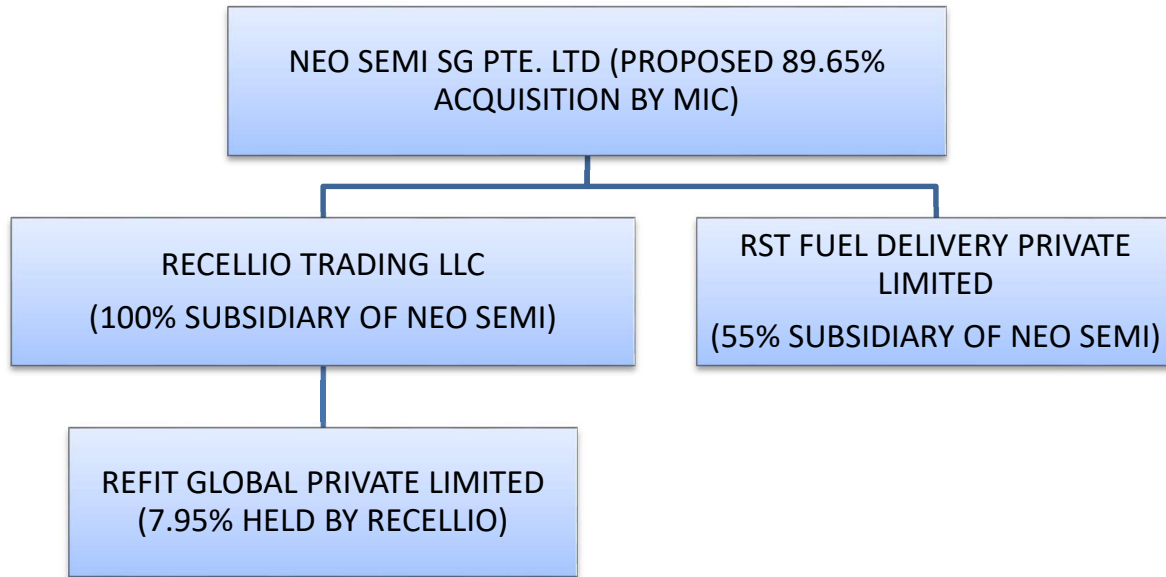 NEO SEMI SG PTE. LTD (PROPOSED 89.65%
ACQUISITION BY MIC)
RECELLIO TRADING LLC
(100% SUBSIDIARY OF NEO SEMI)
RST FUEL DELIVERY PRIVATE
LIMITED
(55% SUBSIDIARY OF NEO SEMI)
REFIT GLOBAL PRIVATE LIMITED
(7.95% HELD BY RECELLIO)